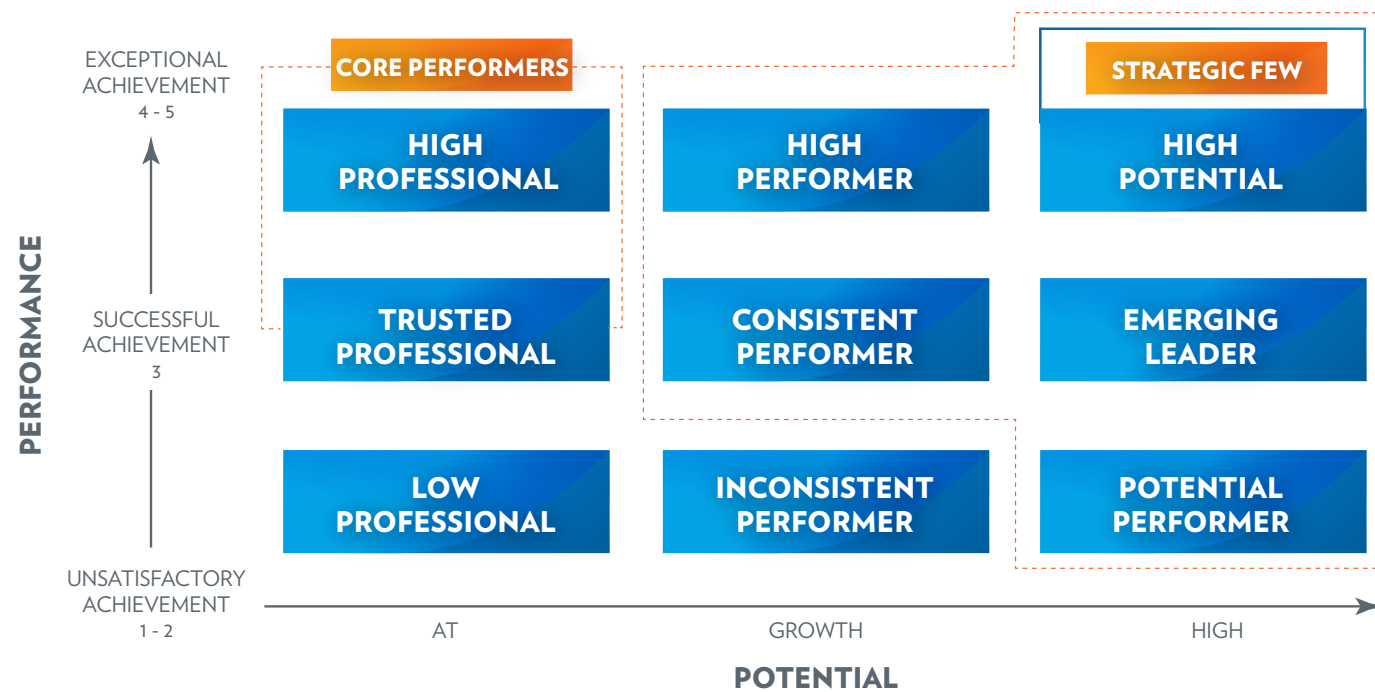 EXCEPTIONAL
ACHIEVEMENT
4 - 5
CORE PERFORMERS
STRATEGIC FEW
HIGH
PROFESSIONAL
HIGH
PERFORMER
HIGH
POTENTIAL
PERFORMANCE
SUCCESSFUL
ACHIEVEMENT
3
TRUSTED
PROFESSIONAL
CONSISTENT
PERFORMER
EMERGING
LEADER
LOW
PROFESSIONAL
INCONSISTENT
PERFORMER
POTENTIAL
PERFORMER
UNSATISFACTORY
ACHIEVEMENT
1 - 2
AT
GROWTH
HIGH
POTENTIAL